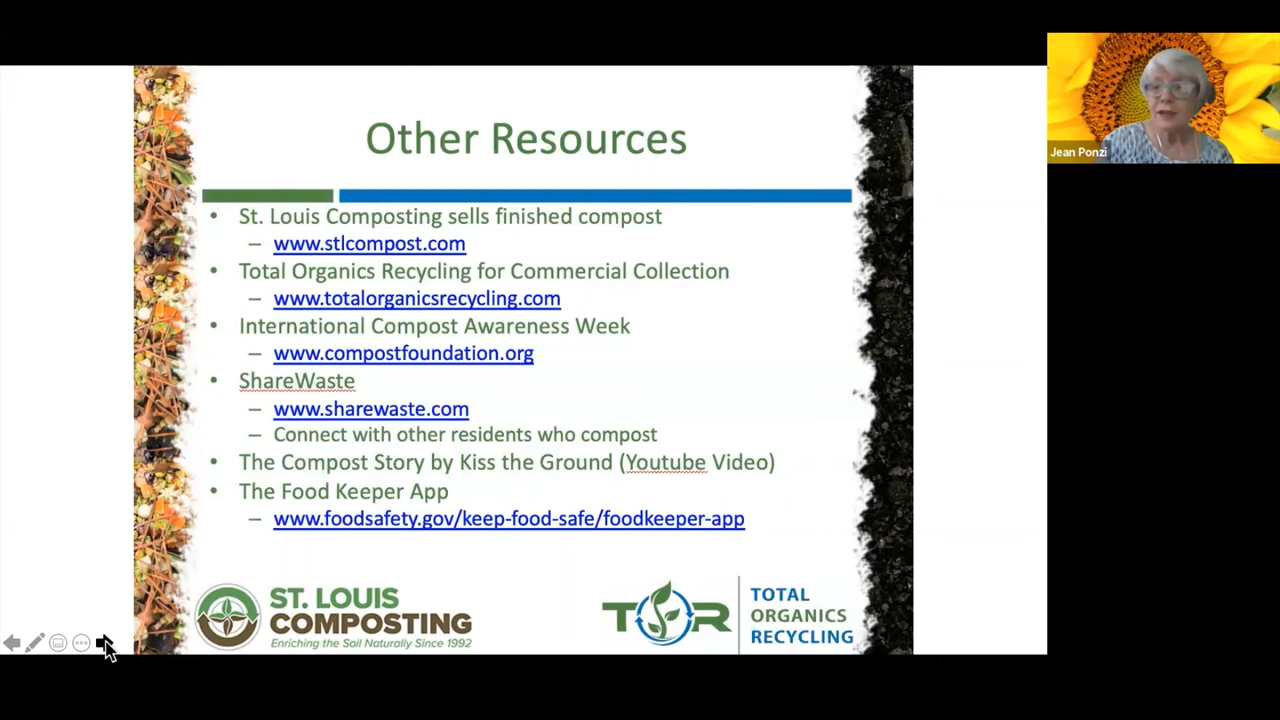 Other Resources
• St. Louis Composting sells finished compost
– www.stlcompost.com
• Total Organics Recycling for Commercial Collection
– www.totalorganicsrecycling.com
• International Compost Awareness Week
– www.compostfoundation.org
• ShareWaste
– www.sharewaste.com
– Connect with other residents who compost
• The Compost Story by Kiss the Ground (Youtube Video)
• The Food Keeper App
– www.foodsafety.gov/keep-food-safe/foodkeeper-app
ST. LOUIS
COMPOSTING
Enriching the Soil Naturally Since 1992
TOR
TOTAL
ORGANICS
RECYCLING
Jean Ponzi